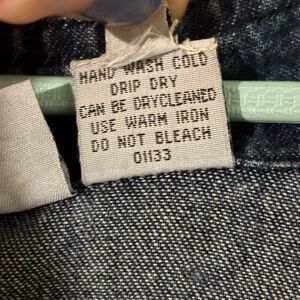 HAND WASH COLD
DRIP DRY
CAN BE DRYCLEANED
USE WARM IRON
DO NOT BLEACH
01133